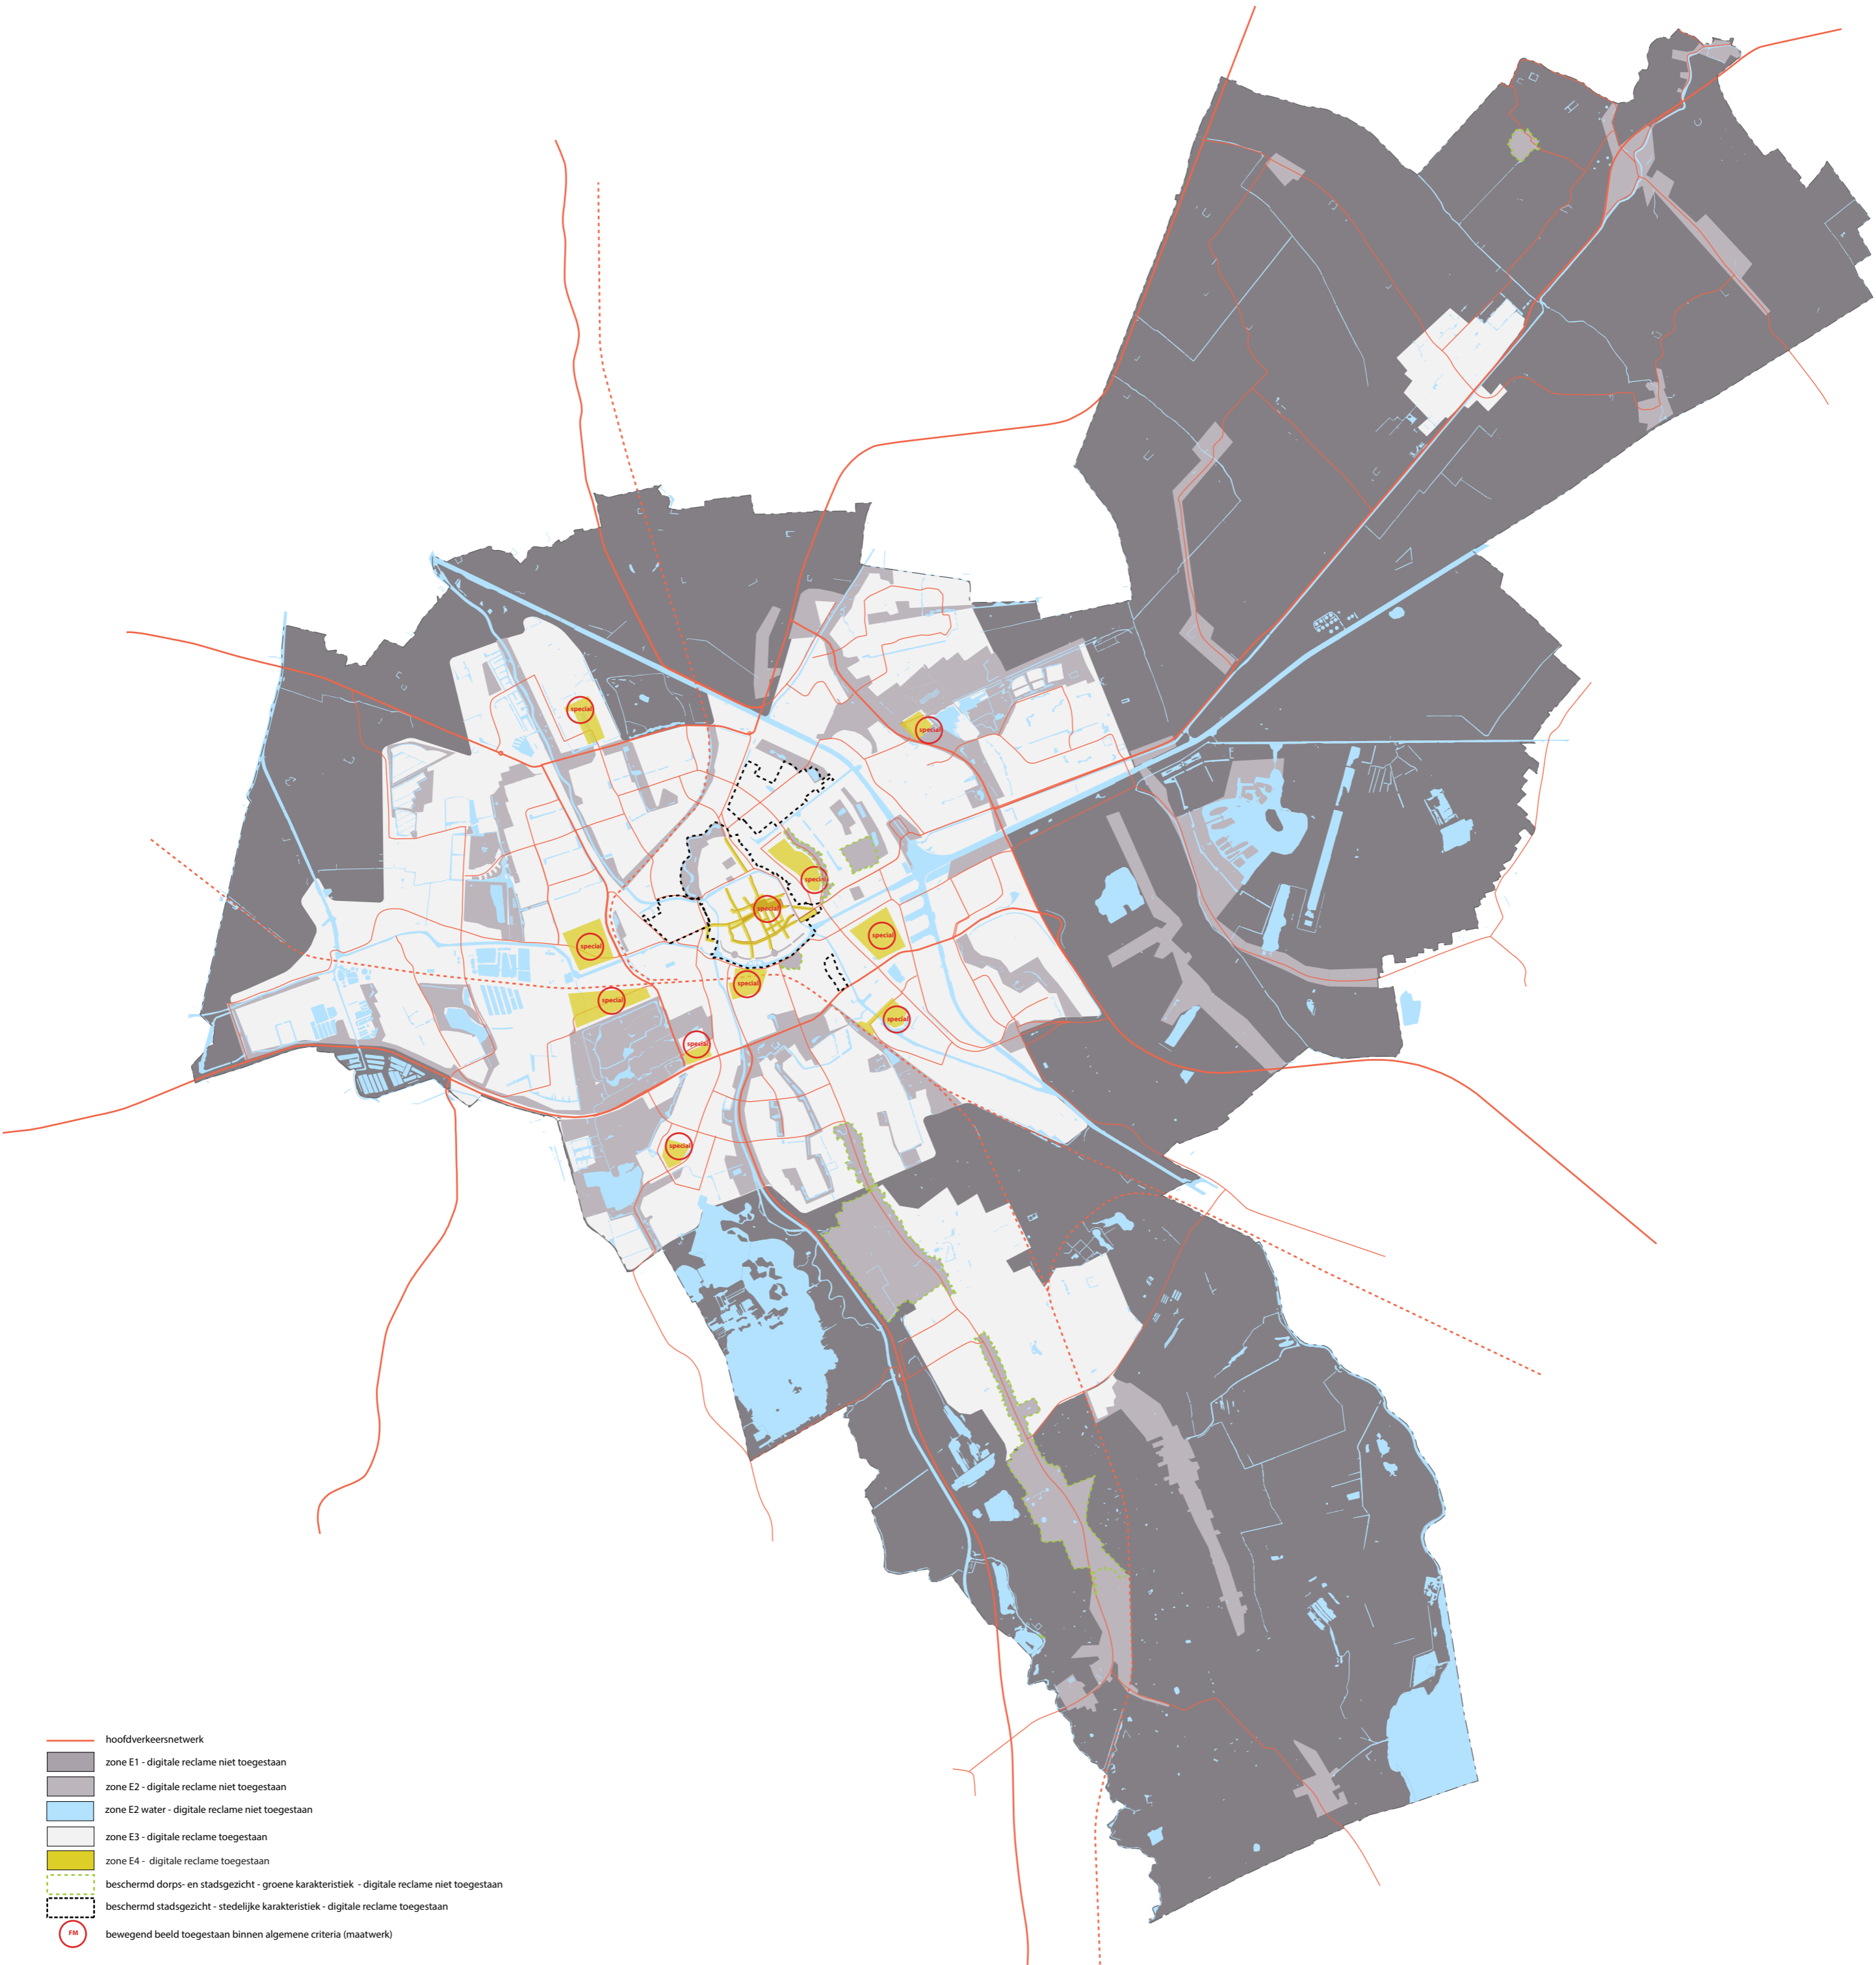 special
special
special
special
special
special
special
special
special
special
special
hoofdverkeersnetwerk
zone E1 - digitale reclame niet toegestaan
zone E2 - digitale reclame niet toegestaan
zone E2 water - digitale reclame niet toegestaan
zone E3 - digitale reclame toegestaan
zone E4 - digitale reclame toegestaan
beschermd dorps- en stadsgezicht - groene karakteristiek - digitale reclame niet toegestaan
beschermd stadsgezicht - stedelijke karakteristiek - digitale reclame toegestaan
FM
bewegend beeld toegestaan binnen algemene criteria (maatwerk)